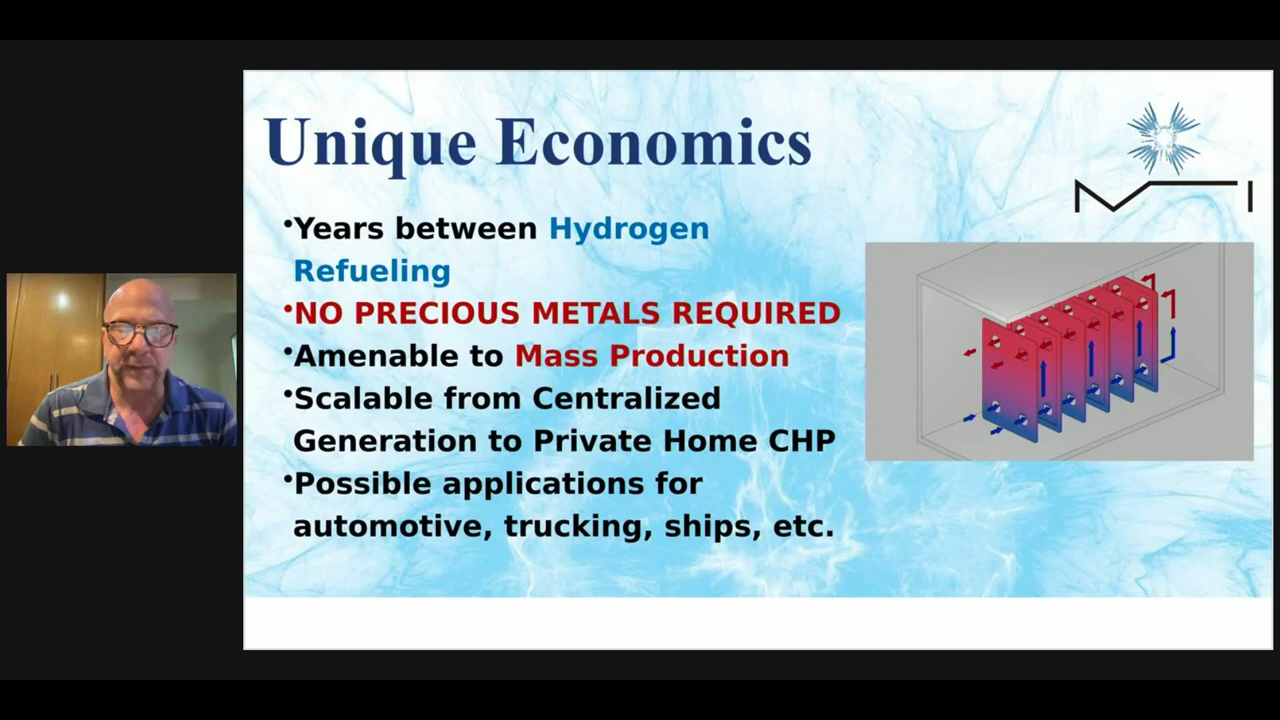 Unique Economics
•Years between Hydrogen
Refueling
•NO PRECIOUS METALS REQUIRED
•Amenable to Mass Production
•Scalable from Centralized
Generation to Private Home CHP
•Possible applications for
automotive, trucking, ships, etc.